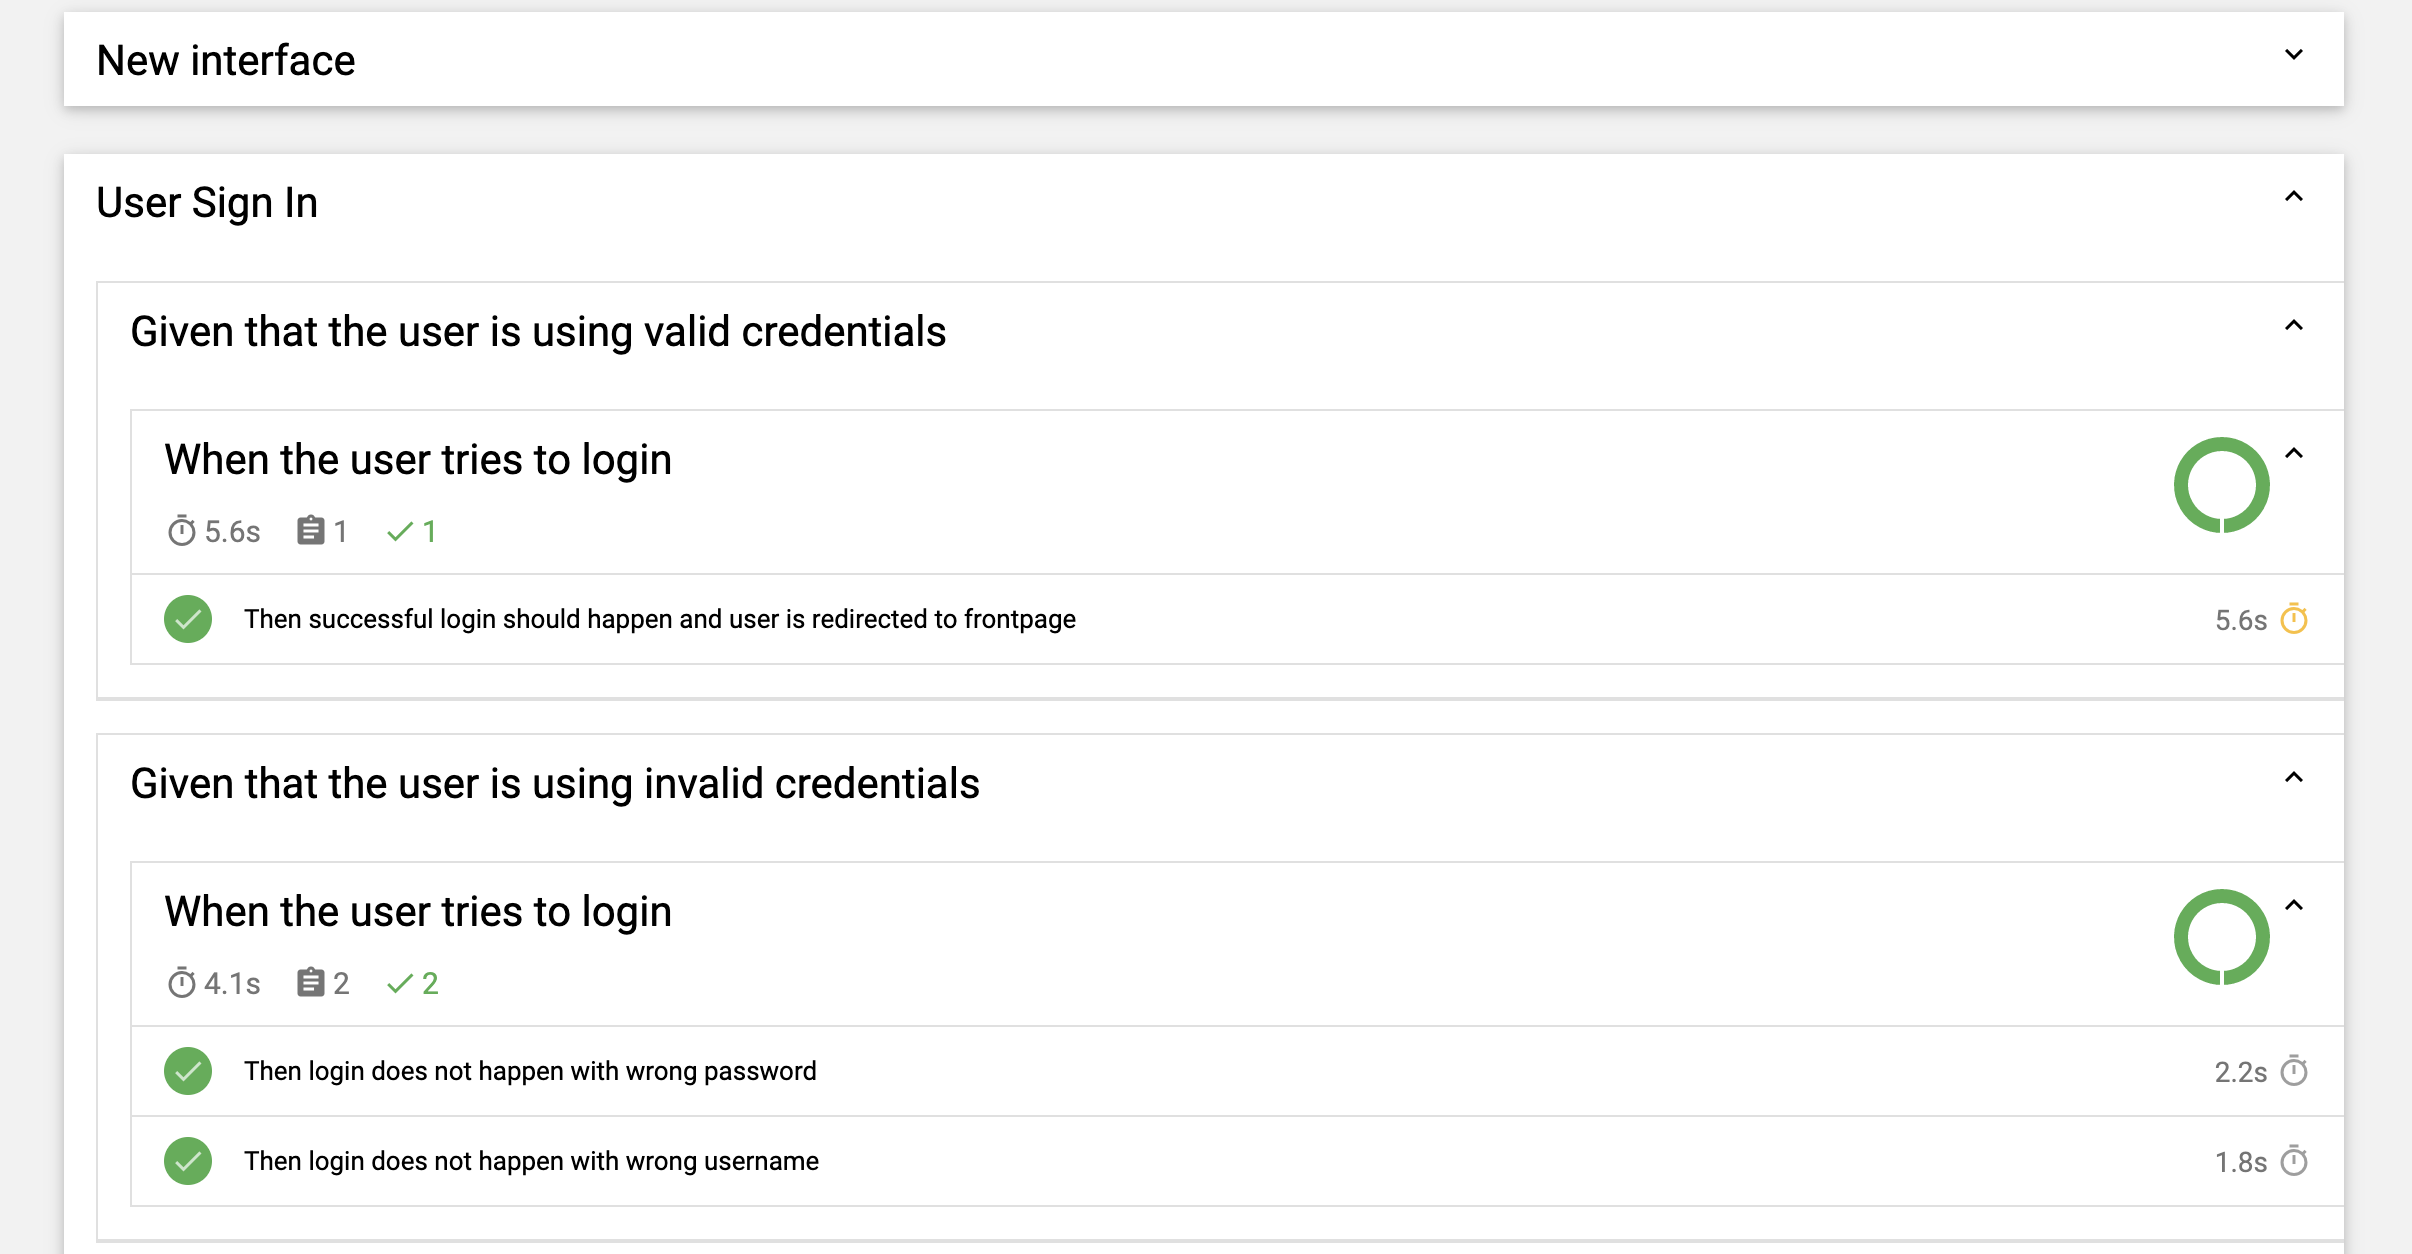 New interface
User Sign In
Given that the user is using valid credentials
When the user tries to login
5.6s 1 1
Then successful login should happen and user is redirected to frontpage 5.6s
Given that the user is using invalid credentials
When the user tries to login
4.1s 2 2
Then login does not happen with wrong password 2.2s
Then login does not happen with wrong username 1.8s